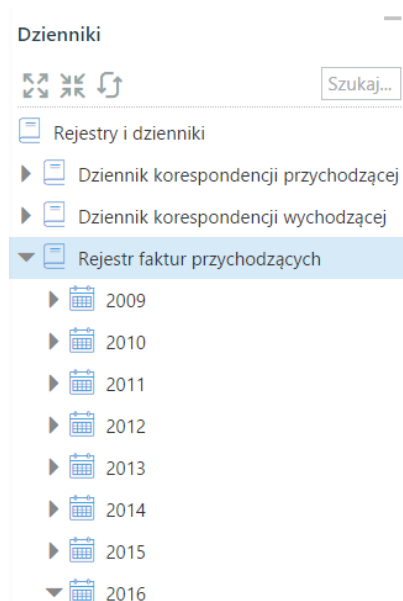 Dzienniki
Szukaj...
Rejestry i dzienniki
Dziennik korespondencji przychodzącej
Dziennik korespondencji wychodzącej
Rejestr faktur przychodzących
2009
2010
2011
2012
2013
2014
2015
2016